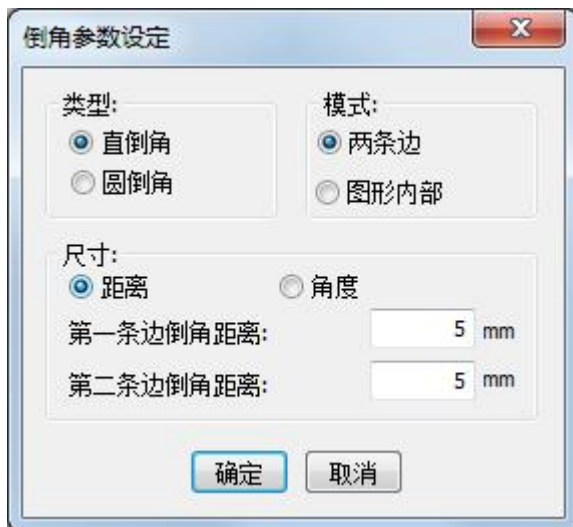 倒角参数设定
类型:
直倒角
圆倒角
模式:
两条边
图形内部
尺寸:
距离 角度
第一条边倒角距离: 5 mm
第二条边倒角距离: 5 mm
确定 取消